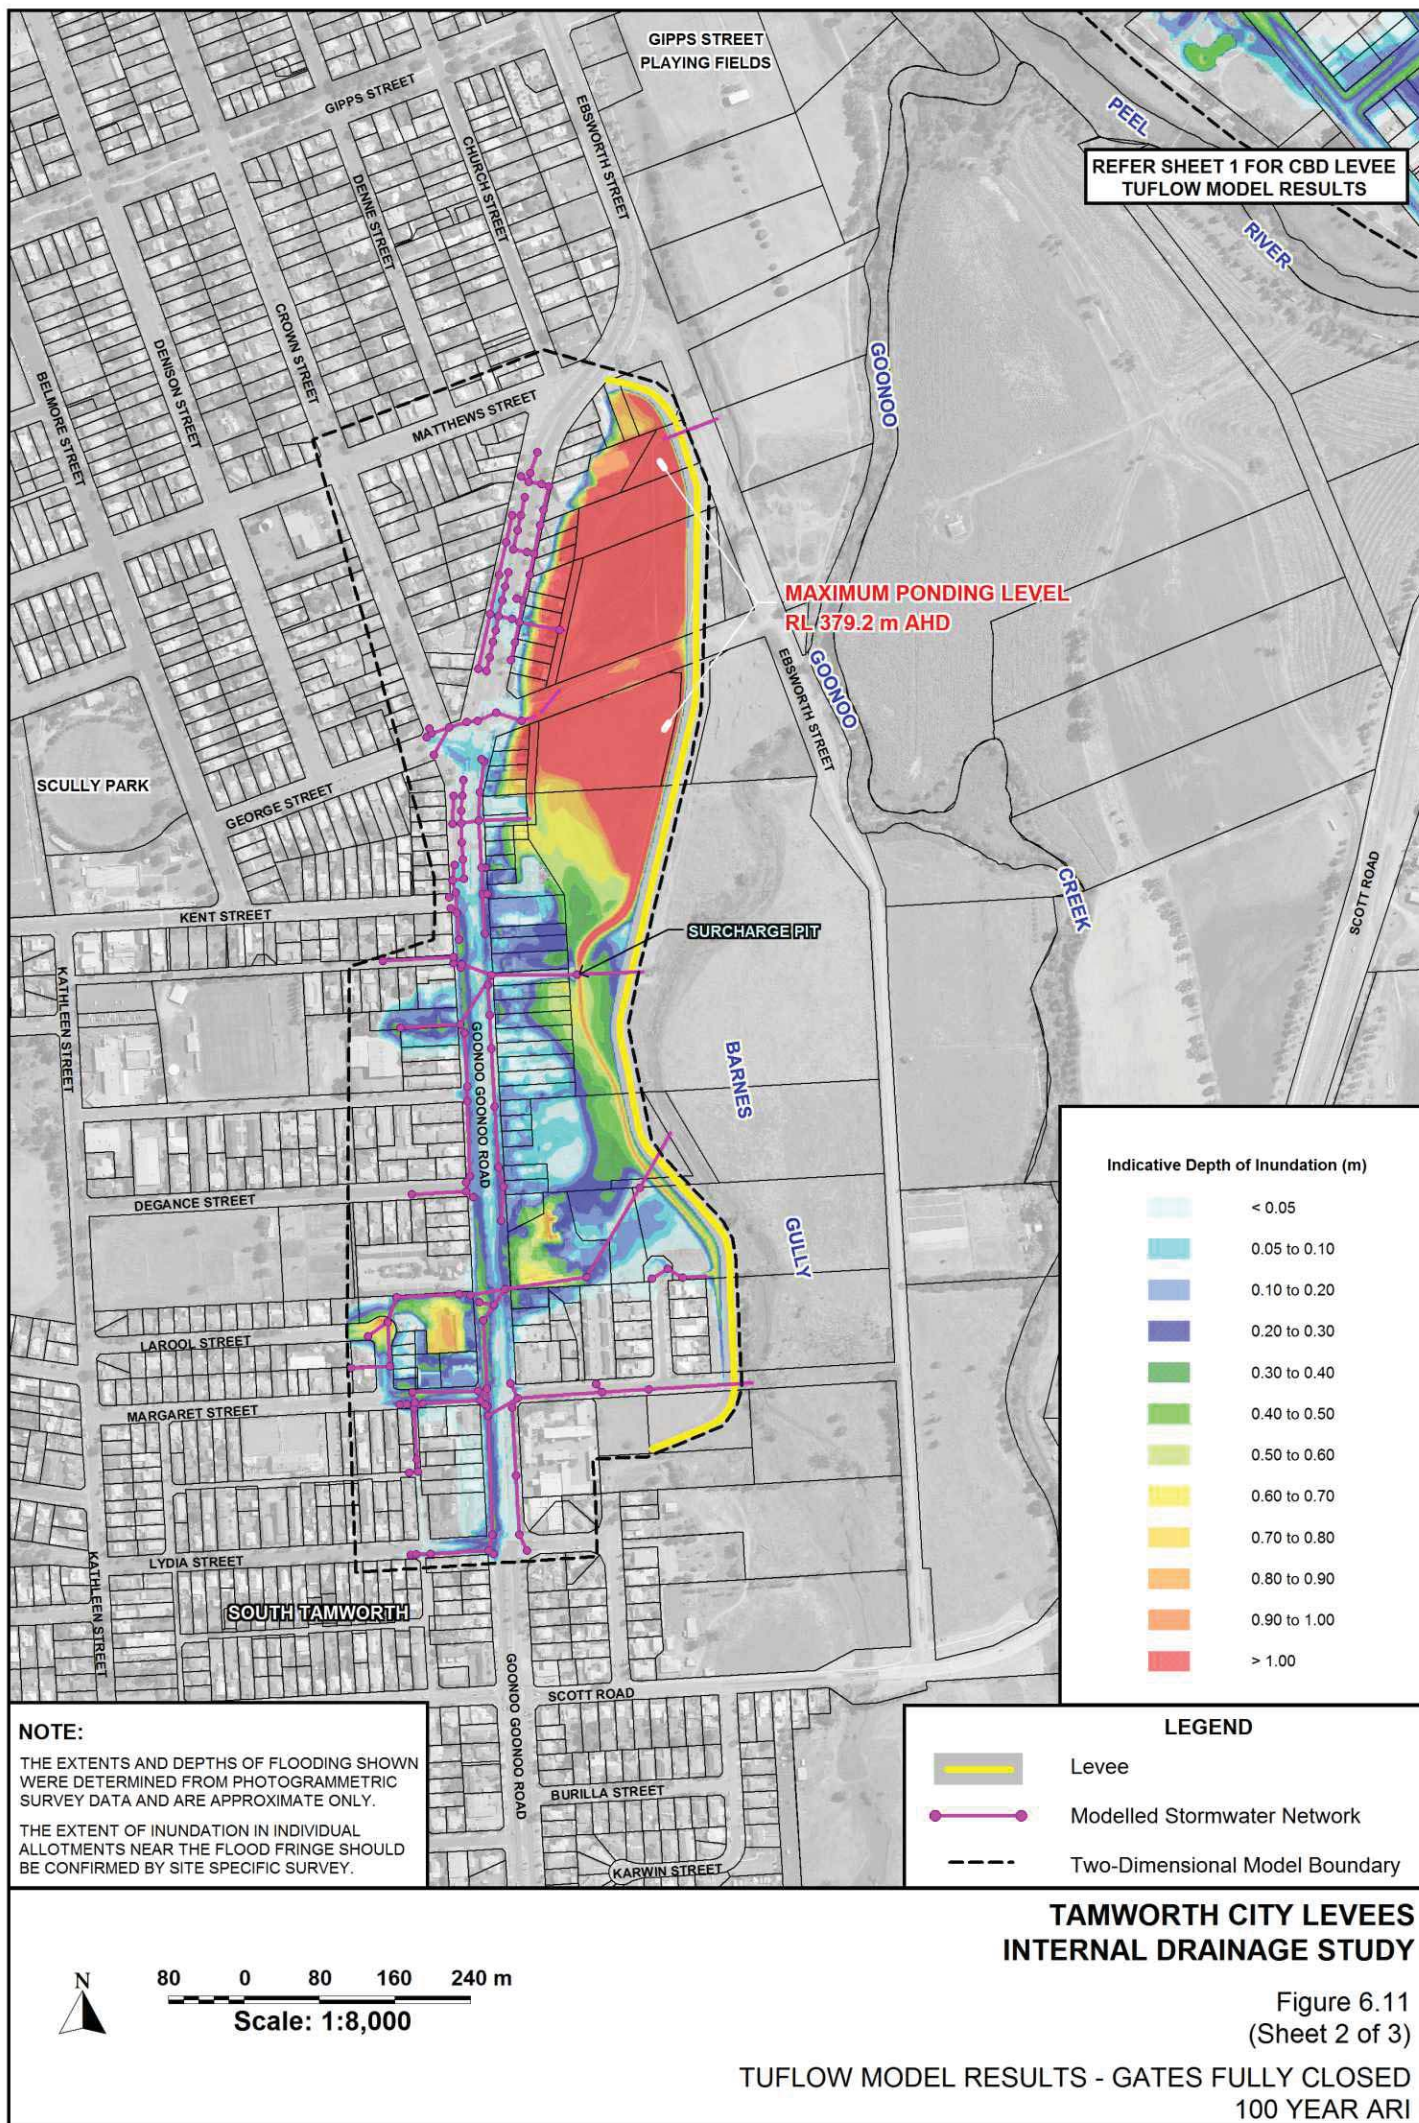 GIPPS STREET
PLAYING FIELDS
GIPPS STREET
EBSWORTH STREET
CHURCH STREET
DENNE STREET
PEEL
REFER SHEET 1 FOR CBD LEVEE
TUFLOW MODEL RESULTS
RIVER
CROWN STREET
DENISON STREET
BELMORE STREET
GOONOO
MATTHEWS STREET
MAXIMUM PONDING LEVEL
RL 379.2 m AHD
GOONOO
EBSWORTH STREET
SCULLY PARK
GEORGE STREET
SCOTT ROAD
CREEK
KENT STREET
SURCHARGE PIT
KATHLEEN STREET
GOONOO GOONOO ROAD
BARNES
DEGANCE STREET
GULLY
LAROOL STREET
MARGARET STREET
LYDIA STREET
KATHLEEN STREET
SOUTH TAMWORTH
GOONOO GOONOO ROAD
SCOTT ROAD
BURILLA STREET
KARWIN STREET
Indicative Depth of Inundation (m)
< 0.05
0.05 to 0.10
0.10 to 0.20
0.20 to 0.30
0.30 to 0.40
0.40 to 0.50
0.50 to 0.60
0.60 to 0.70
0.70 to 0.80
0.80 to 0.90
0.90 to 1.00
> 1.00
NOTE:
THE EXTENTS AND DEPTHS OF FLOODING SHOWN
WERE DETERMINED FROM PHOTOGRAMMETRIC
SURVEY DATA AND ARE APPROXIMATE ONLY.
THE EXTENT OF INUNDATION IN INDIVIDUAL
ALLOTMENTS NEAR THE FLOOD FRINGE SHOULD
BE CONFIRMED BY SITE SPECIFIC SURVEY.
LEGEND
Levee
Modelled Stormwater Network
Two-Dimensional Model Boundary
N
80 0 80 160 240 m
Scale: 1:8,000
TAMWORTH CITY LEVEES
INTERNAL DRAINAGE STUDY
Figure 6.11
(Sheet 2 of 3)
TUFLOW MODEL RESULTS - GATES FULLY CLOSED
100 YEAR ARI